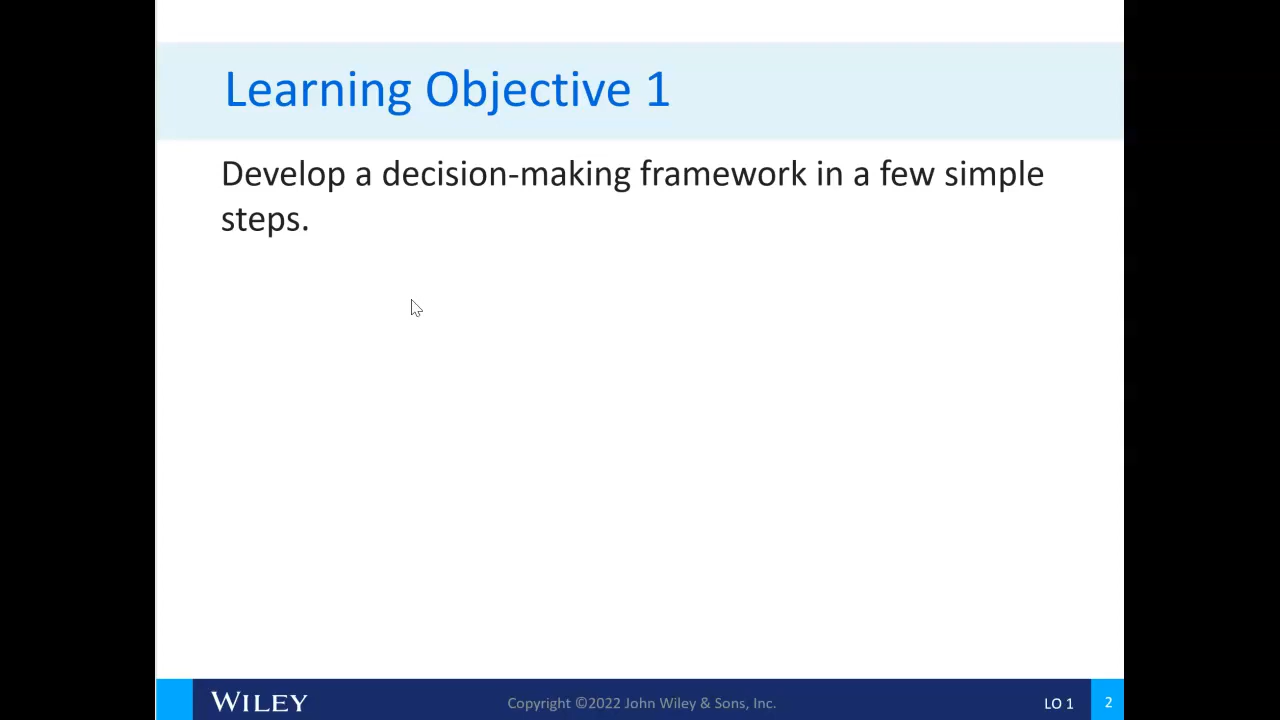 Learning Objective 1
Develop a decision-making framework in a few simple
steps.
WILEY
Copyright ©2022 John Wiley & Sons, Inc.
LO 1
2